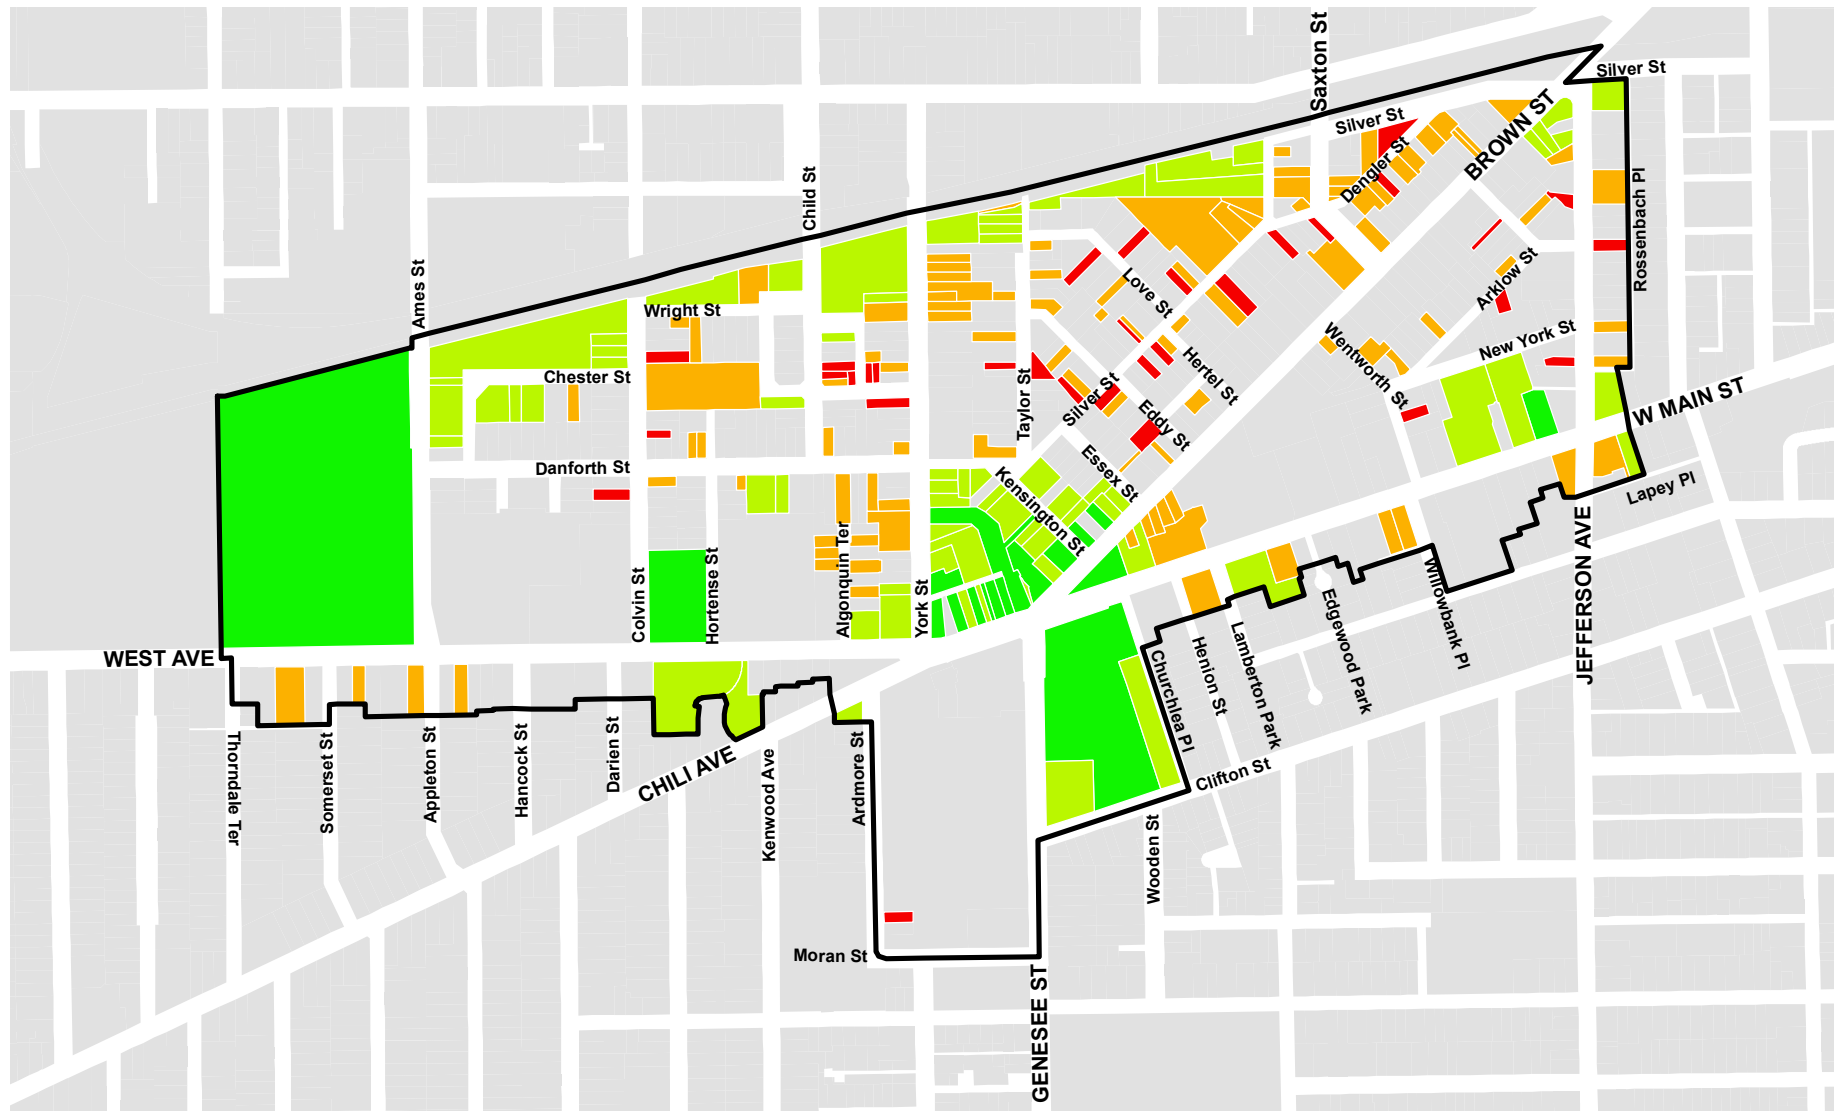 Saxton St
Silver St
Silver St
BROWN ST
Dengler St
Child St
Rossenbach Pl
Ames St
Love St
Arklow St
Wright St
New York St
Wentworth St
Hertel St
Chester St
Taylor St
Silver St
Eddy St
W MAIN ST
Essex St
Danforth St
Kensington St
Lapey Pl
Algonquin Ter
Hortense St
Colvin St
York St
JEFFERSON AVE
Willowbank Pl
Edgewood Park
Lamberton Park
Henion St
Churchlea Pl
WEST AVE
Thorndale Ter
Somerset St
Appleton St
Hancock St
Darien St
CHILI AVE
Kenwood Ave
Ardmore St
Clifton St
Wooden St
Moran St
GENESEE ST